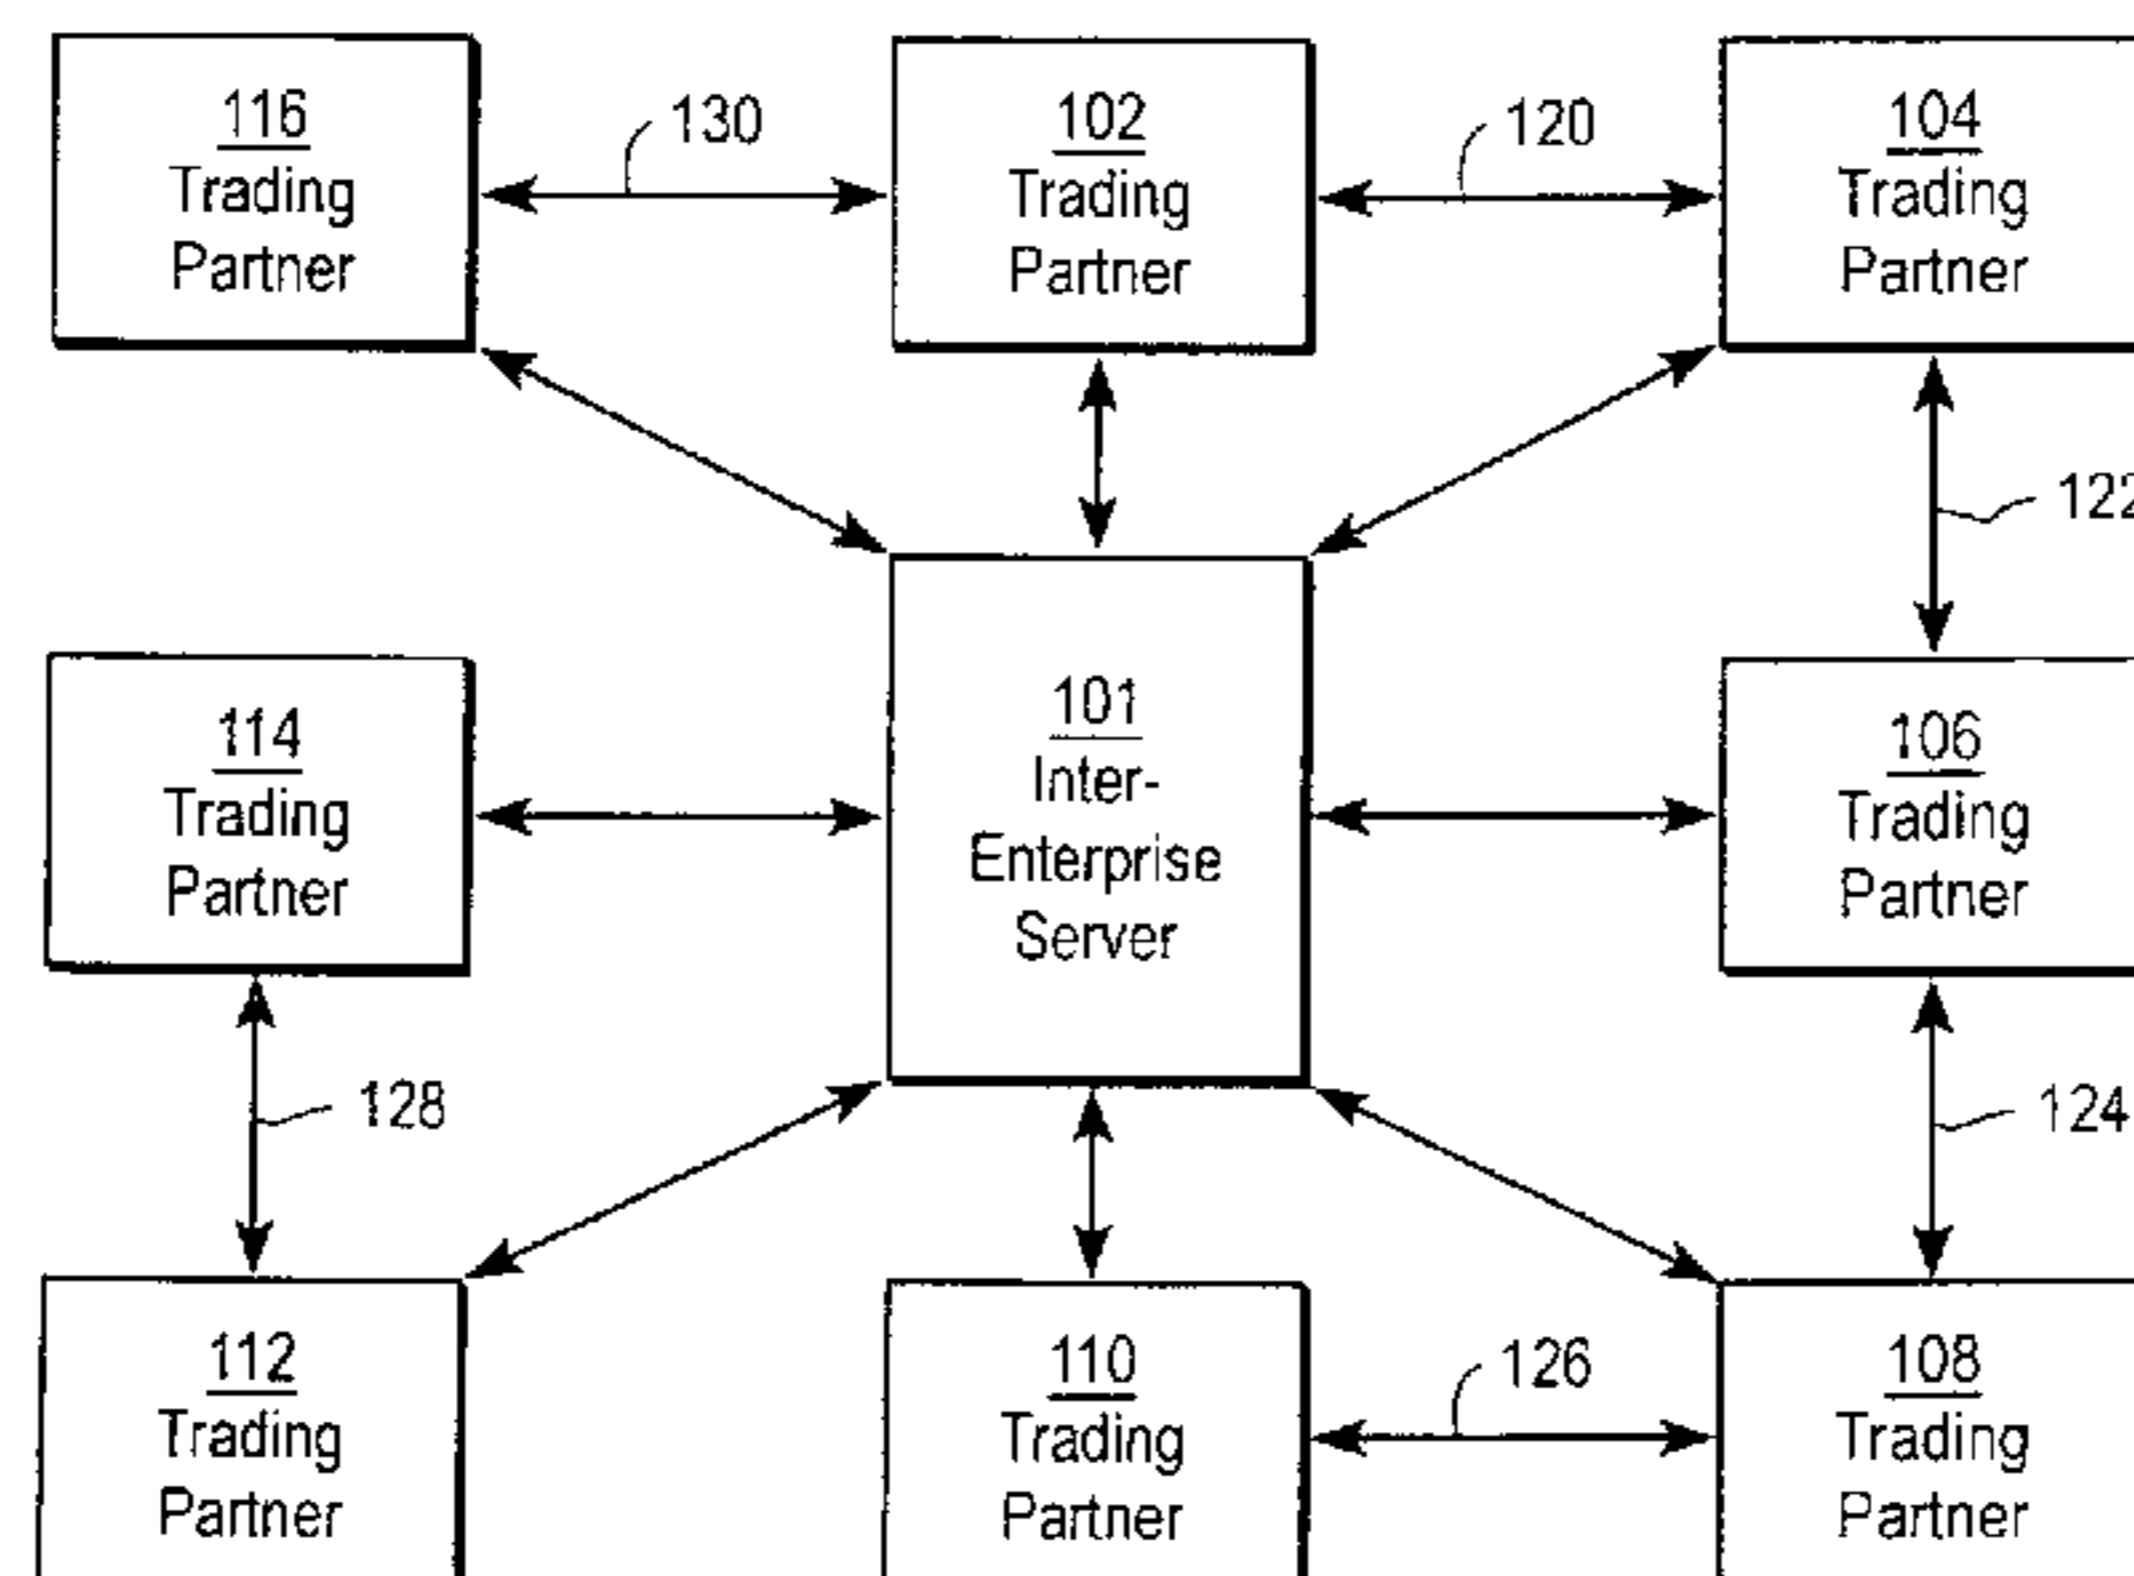 116
Trading
Partner
130
102
Trading
Partner
120
104
Trading
Partner
122
114
Trading
Partner
101
Inter-
Enterprise
Server
106
Trading
Partner
128
124
112
Trading
Partner
110
Trading
Partner
126
108
Trading
Partner